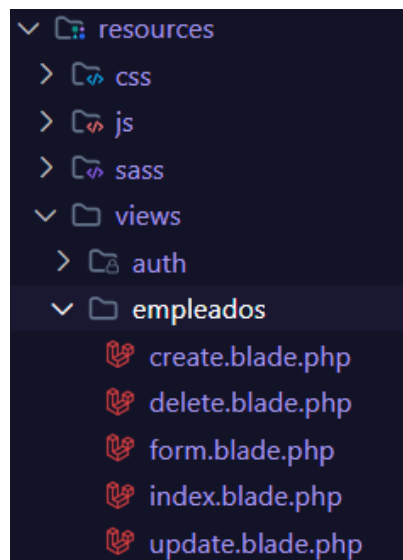 resources
css
js
sass
views
auth
empleados
create.blade.php
delete.blade.php
form.blade.php
index.blade.php
update.blade.php